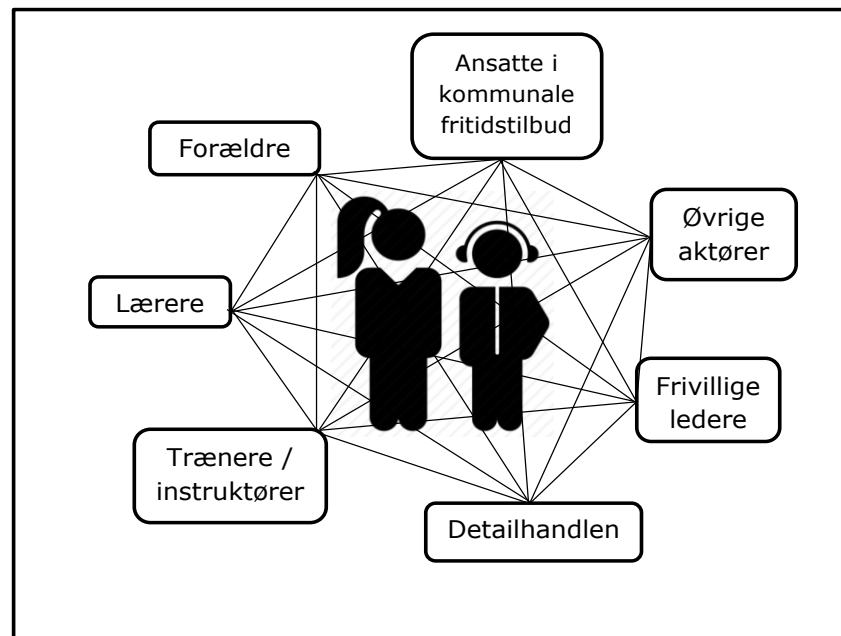 Ansatte i
kommunale
fritidstilbud
Forældre
Øvrige
aktører
Lærere
Frivillige
ledere
Trænere /
instruktører
Detailhandlen